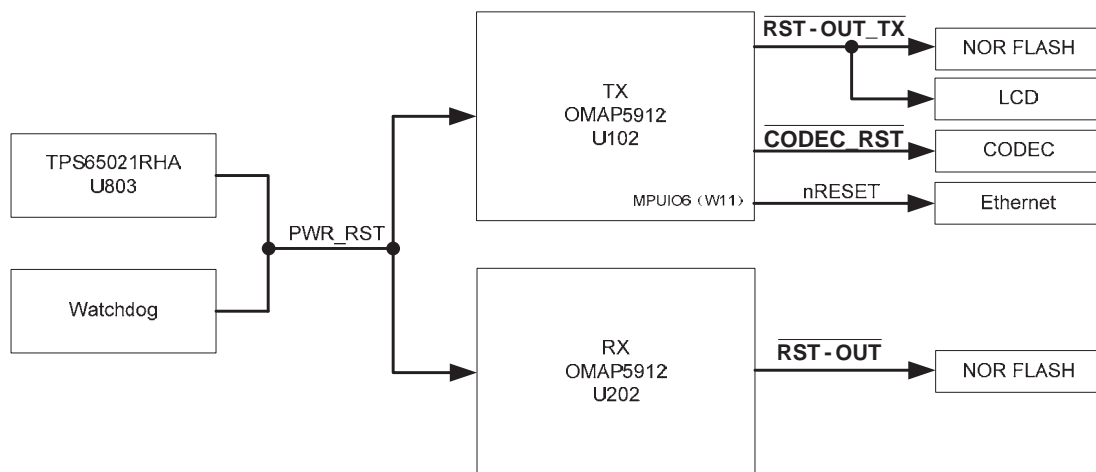 RST-OUT_TX
NOR FLASH
TX
OMAP5912
U102
LCD
TPS65021RHA
U803
CODEC_RST
CODEC
MPUIO6 (W11)
nRESET
Ethernet
PWR_RST
Watchdog
RX
OMAP5912
U202
RST-OUT
NOR FLASH